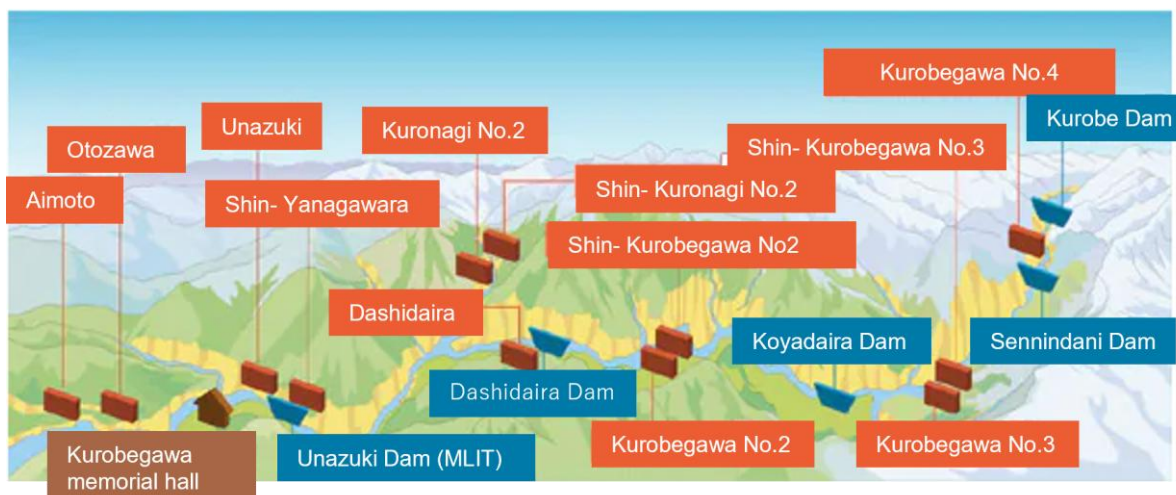 Kurobegawa No.4
Kurobe Dam
Unazuki
Kuronagi No.2
Shin- Kurobegawa No.3
Otozawa
Shin- Kuronagi No.2
Aimoto
Shin- Yanagawara
Shin- Kurobegawa No2
Dashidaira
Koyadaira Dam
Sennindani Dam
Dashidaira Dam
Kurobegawa
memorial hall
Unazuki Dam (MLIT)
Kurobegawa No.2
Kurobegawa No.3